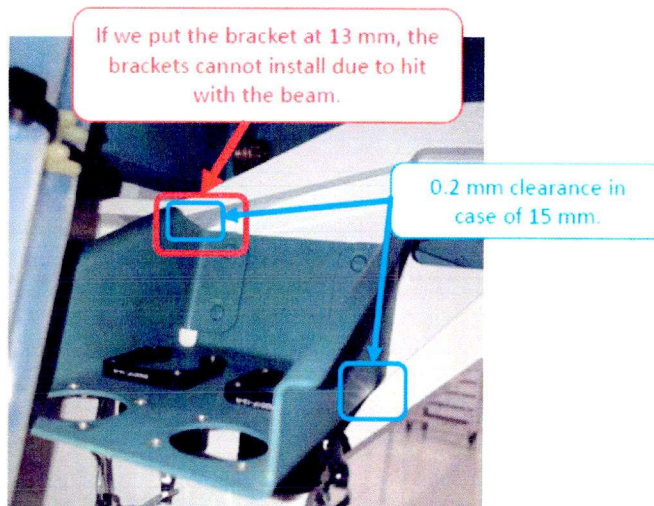 If we put the bracket at 13 mm, the
brackets cannot install due to hit
with the beam.
0.2 mm clearance in
case of 15 mm.